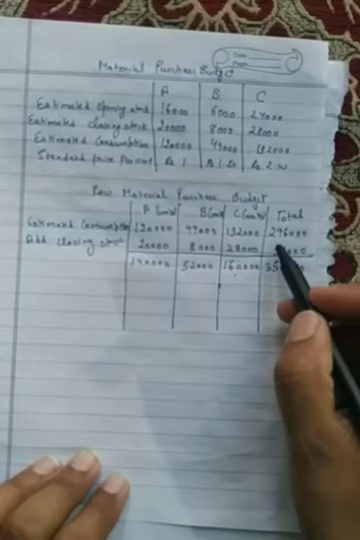 Date
Page
Material Purchase Budget
A B C
Estimated Opening stock 16000 6000 24000
Estimated Closing stock 20000 8000 28000
Estimated Consumption 120000 44000 132000
Standard price Per unit Rs 1 Rs 1.50 Rs 2.00
Raw Material Purchase Budget
A (units) B (units) C (units) Total
Estimated Consumption 120000 44000 132000 296000
Add Closing stock 20000 8000 28000
140000 52000 160000